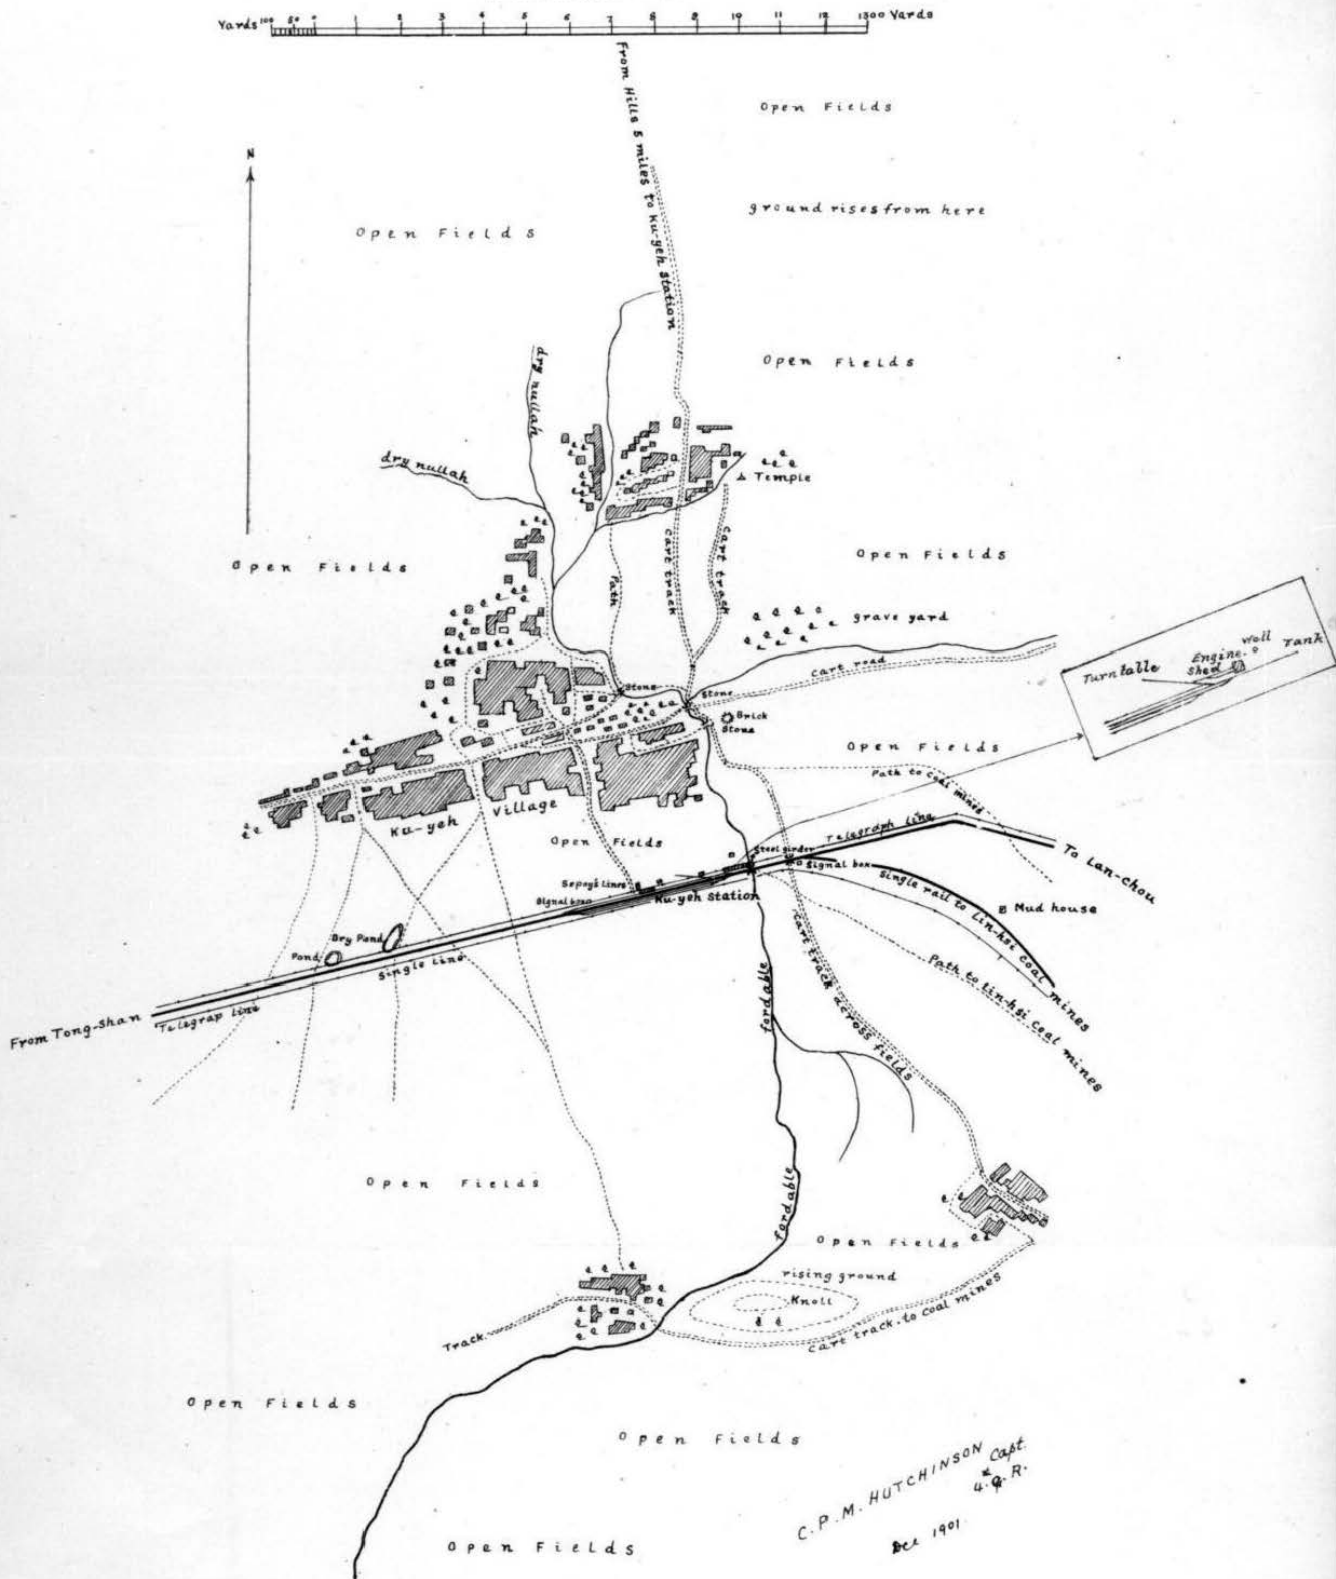 Yards 100 50 0 1 2 3 4 5 6 7 8 9 10 11 12 1300 Yards
From Hills 5 miles to Ku-yeh Station
Open Fields
N
ground rises from here
Open Fields
dry nullah
Open Fields
dry nullah
Temple
Open Fields
Open Fields
Path
cart track
cart track
grave yard
Cart road
Turntalle
Engine Shed
Well
Tank
Stone
Stone
Brick
Stone
Open Fields
Path to coal mines
Ku-yeh Village
Open Fields
Steel girder
Telegraph line
To Lan-chou
Signal box
Sepoy's lines
Signal box
Ku-yeh Station
Single rail to Lin-hsi coal mines
Mud house
Dry Pond
Pond
Single Line
Path to Lin-hsi coal mines
fordable
Cart track across fields
From Tong-shan
Telegrap line
Open Fields
fordable
Open Fields
rising ground
Knoll
Track
Cart track to coal mines
Open Fields
Open Fields
C.P.M. HUTCHINSON Capt.
4. G. R.
Dec 1901
Open Fields